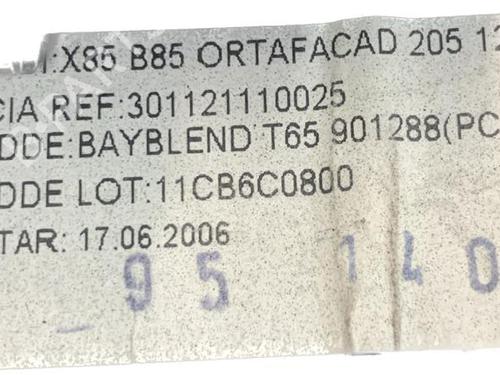 :X85 B85 ORTAFACAD 205 12
CIA REF:301121110025
DDE:BAYBLEND T65 901288(PC
DDE LOT:11CB6C0800
TAR: 17.06.2006
_ 95 140